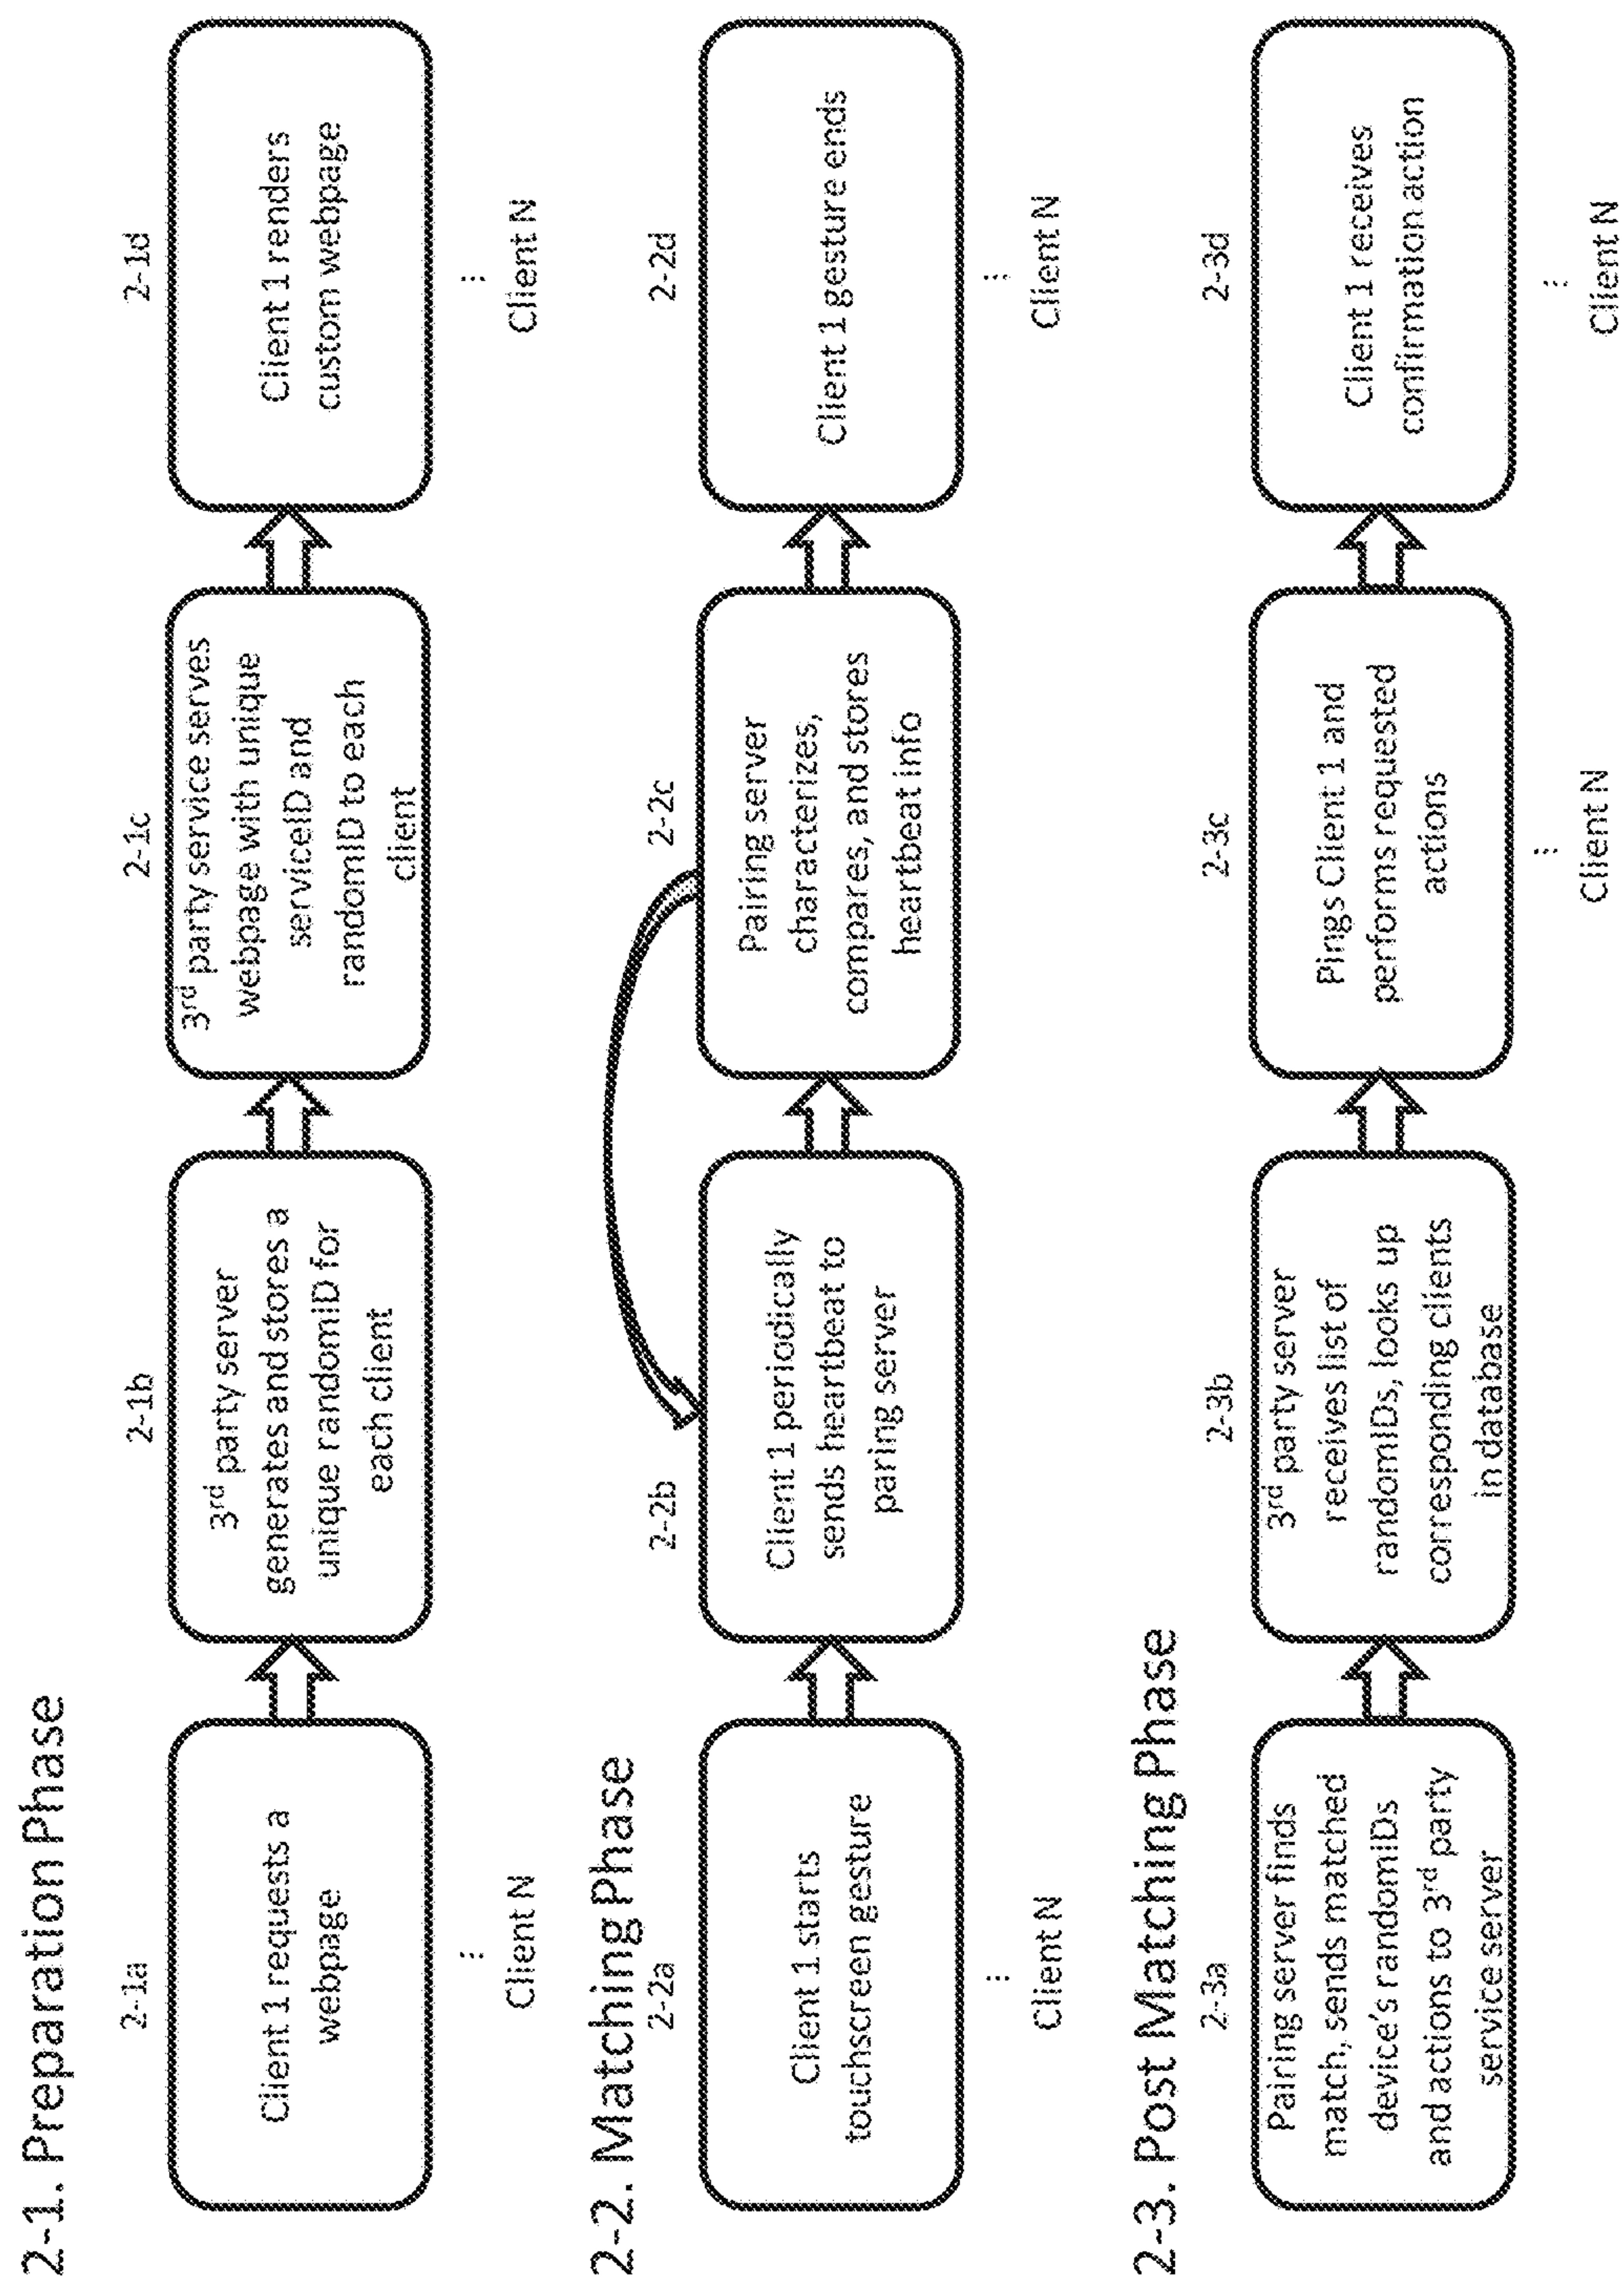 2-1. Preparation Phase
2-1a
Client 1 requests a
webpage
⋮
Client N
2-1b
3rd party server
generates and stores a
unique randomID for
each client
2-1c
3rd party service serves
webpage with unique
serviceID and
randomID to each
client
2-1d
Client 1 renders
custom webpage
⋮
Client N
2-2. Matching Phase
2-2a
Client 1 starts
touchscreen gesture
⋮
Client N
2-2b
Client 1 periodically
sends heartbeat to
paring server
2-2c
Pairing server
characterizes,
compares, and stores
heartbeat info
2-2d
Client 1 gesture ends
⋮
Client N
2-3. Post Matching Phase
2-3a
Pairing server finds
match, sends matched
device's randomIDs
and actions to 3rd party
service server
2-3b
3rd party server
receives list of
randomIDs, looks up
corresponding clients
in database
2-3c
Pings Client 1 and
performs requested
actions
⋮
Client N
2-3d
Client 1 receives
confirmation action
⋮
Client N